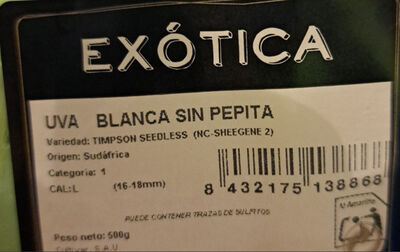 EXÓTICA
UVA BLANCA SIN PEPITA
Variedad: TIMPSON SEEDLESS (NC-SHEEGENE 2)
Origen: Sudáfrica
Categoria: 1
CAL:L (16-18mm)
8 432175 138868
PUEDE CONTENER TRAZAS DE SULFITOS
Peso neto: 500g
S.A.U.